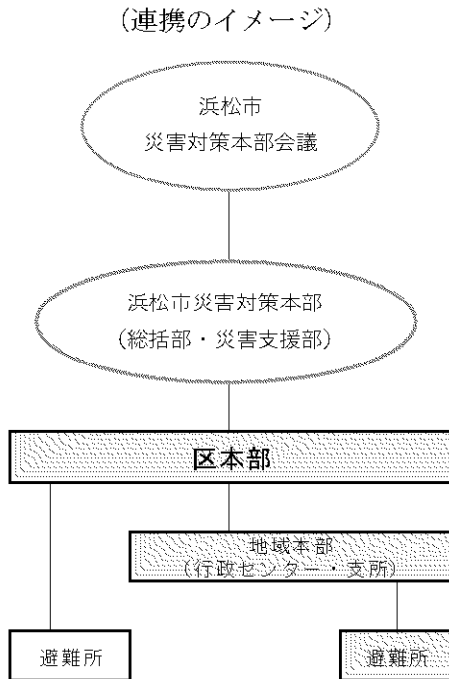 (連携のイメージ)
浜松市
災害対策本部会議
浜松市災害対策本部
(総括部・災害支援部)
区本部
地域本部
(行政センター・支所)
避難所
避難所